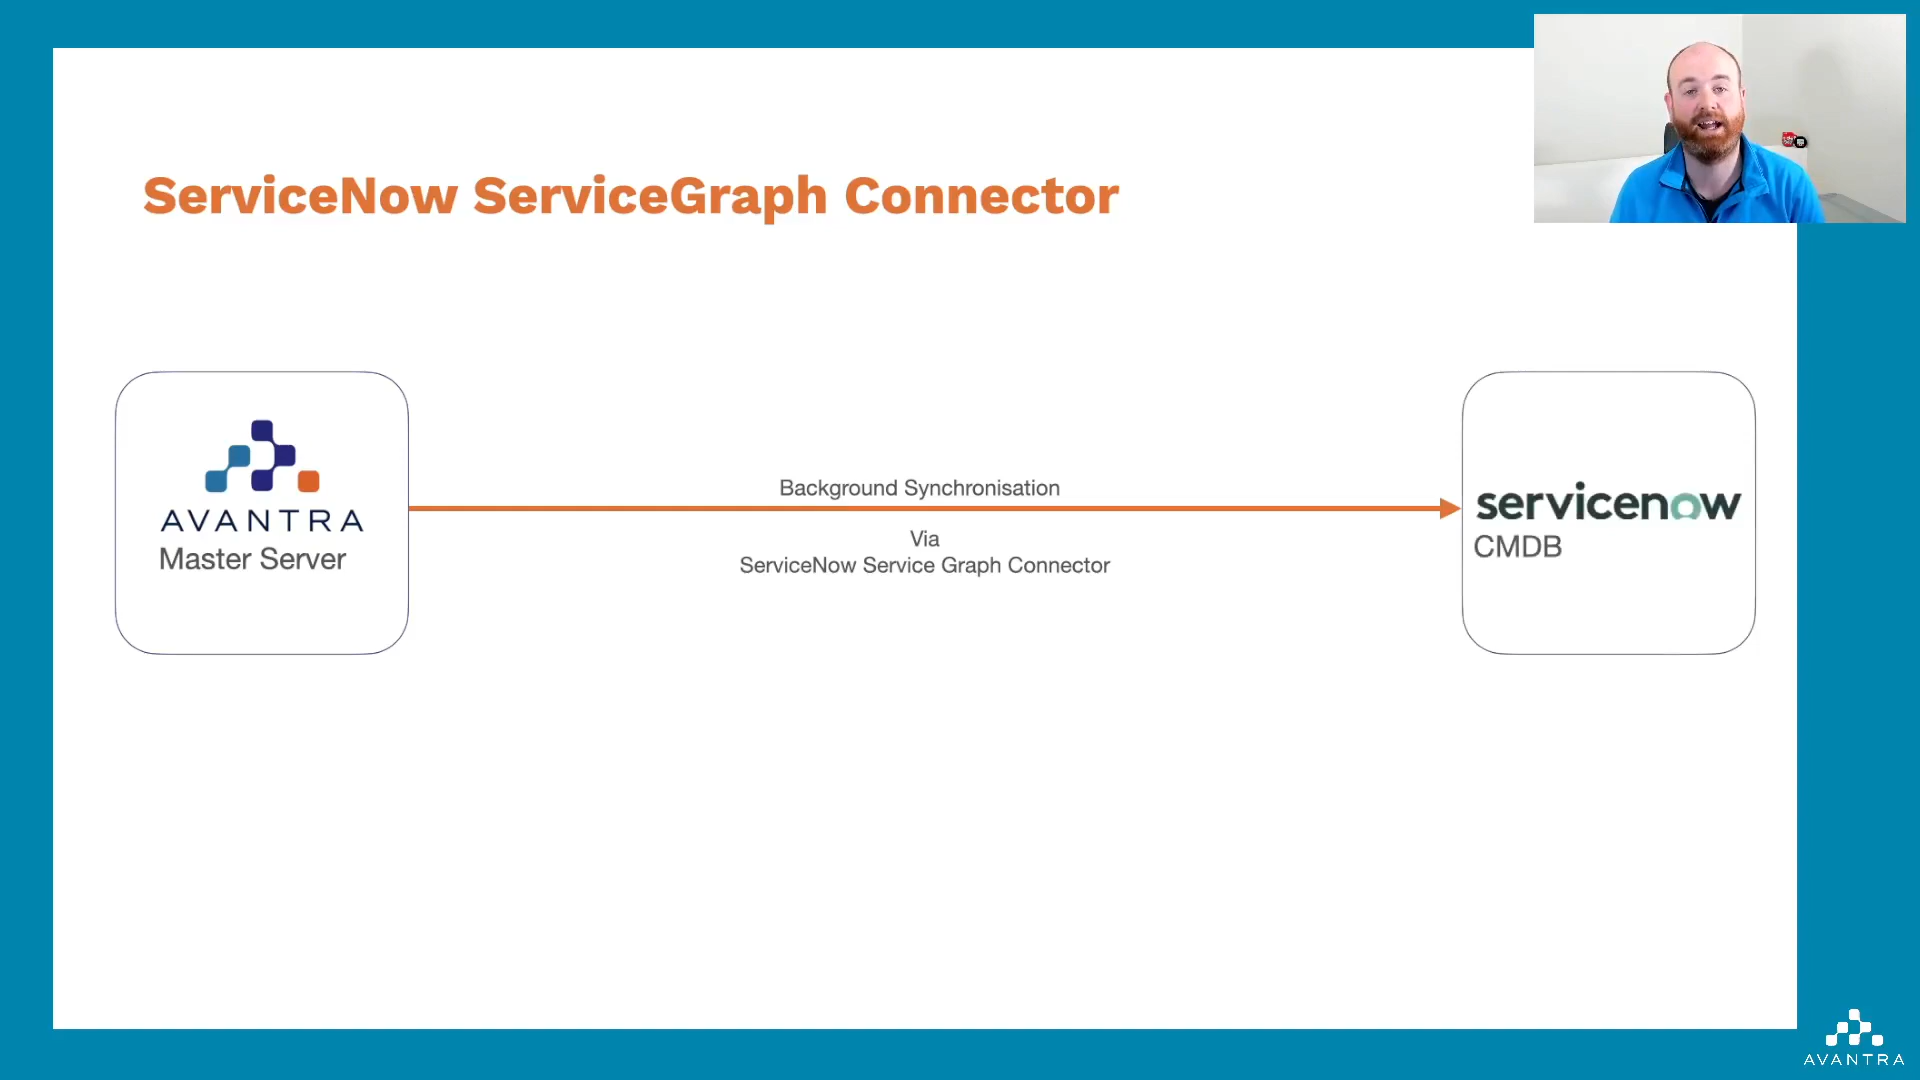 ServiceNow ServiceGraph Connector
AVANTRA
Master Server
Background Synchronisation
Via
ServiceNow Service Graph Connector
servicenow
CMDB
AVANTRA